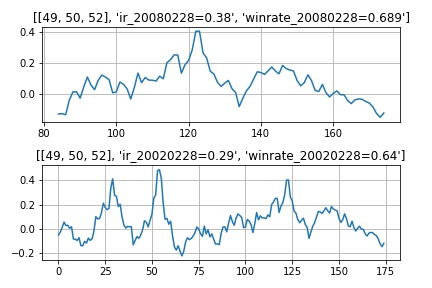 [[49, 50, 52], 'ir_20080228=0.38', 'winrate_20080228=0.689']
0.4
0.2
0.0
80 100 120 140 160
[[49, 50, 52], 'ir_20020228=0.29', 'winrate_20020228=0.64']
0.4
0.2
0.0
−0.2
0 25 50 75 100 125 150 175